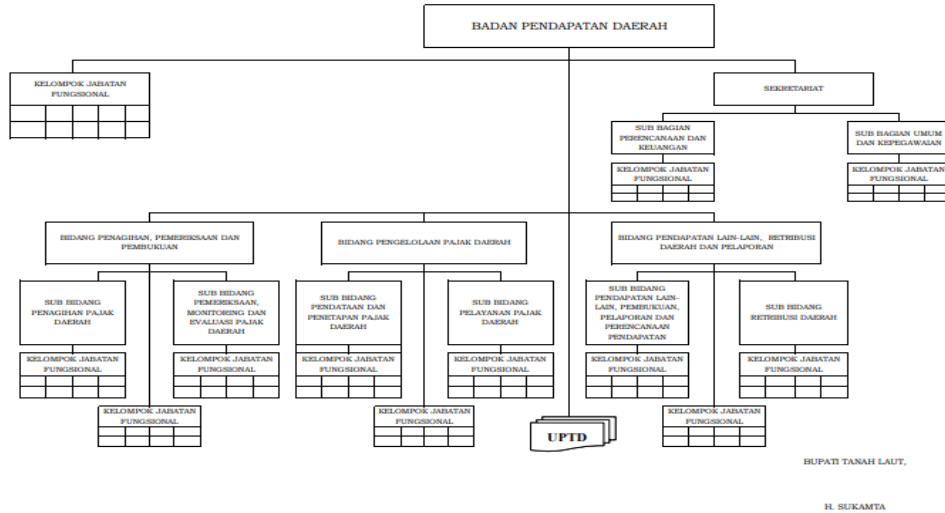 BADAN PENDAPATAN DAERAH
KELOMPOK JABATAN
FUNGSIONAL
SEKRETARIAT
SUB BAGIAN
PERENCANAAN DAN
KEUANGAN
SUB BAGIAN UMUM
DAN KEPEGAWAIAN
KELOMPOK JABATAN
FUNGSIONAL
KELOMPOK JABATAN
FUNGSIONAL
BIDANG PENAGIHAN, PEMERIKSAAN DAN
PEMBUKUAN
BIDANG PENGELOLAAN PAJAK DAERAH
BIDANG PENDAPATAN LAIN-LAIN, RETRIBUSI
DAERAH DAN PELAPORAN
SUB BIDANG
PENAGIHAN PAJAK
DAERAH
SUB BIDANG
PEMERIKSAAN,
MONITORING DAN
EVALUASI PAJAK
DAERAH
SUB BIDANG
PENDATAAN DAN
PENETAPAN PAJAK
DAERAH
SUB BIDANG
PELAYANAN PAJAK
DAERAH
SUB BIDANG
PENDAPATAN LAIN-
LAIN, PEMBUKUAN,
PELAPORAN DAN
PERENCANAAN
PENDAPATAN
SUB BIDANG
RETRIBUSI DAERAH
KELOMPOK JABATAN
FUNGSIONAL
KELOMPOK JABATAN
FUNGSIONAL
KELOMPOK JABATAN
FUNGSIONAL
KELOMPOK JABATAN
FUNGSIONAL
KELOMPOK JABATAN
FUNGSIONAL
KELOMPOK JABATAN
FUNGSIONAL
KELOMPOK JABATAN
FUNGSIONAL
KELOMPOK JABATAN
FUNGSIONAL
UPTD
KELOMPOK JABATAN
FUNGSIONAL
BUPATI TANAH LAUT,
H. SUKAMTA